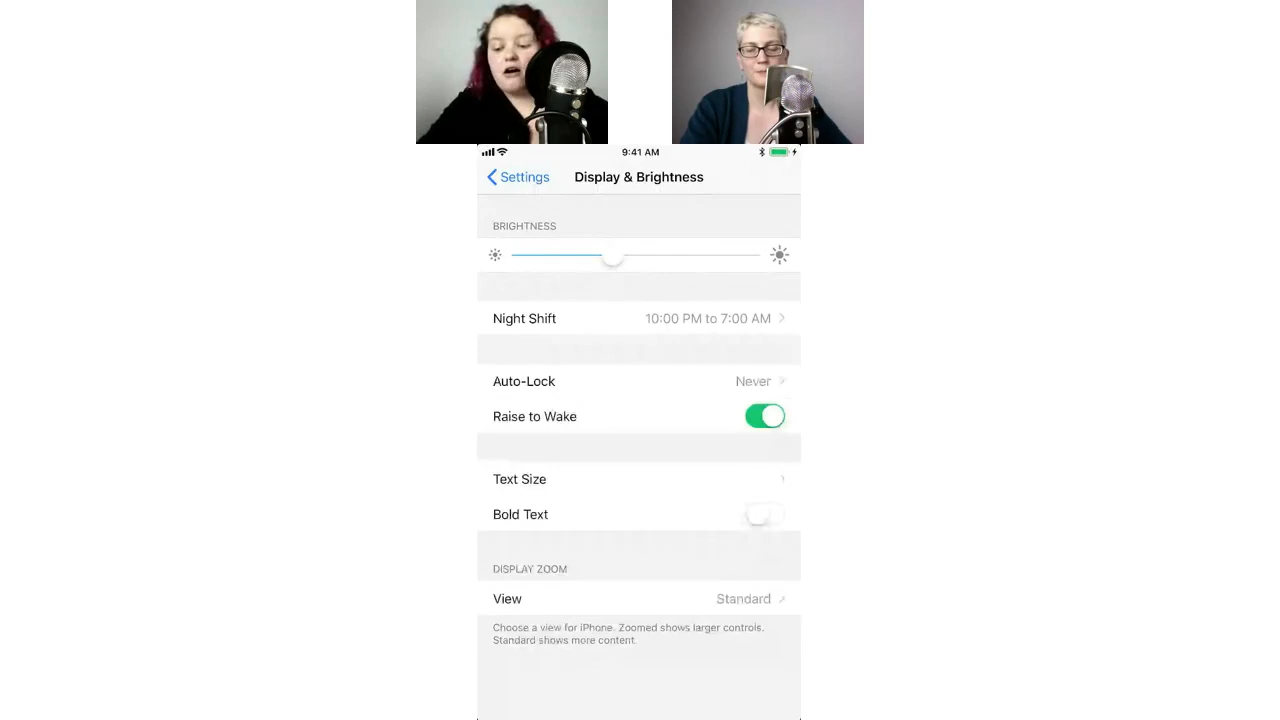 9:41 AM
Settings
Display & Brightness
BRIGHTNESS
Night Shift 10:00 PM to 7:00 AM
Auto-Lock Never
Raise to Wake
Text Size
Bold Text
DISPLAY ZOOM
View Standard
Choose a view for iPhone. Zoomed shows larger controls.
Standard shows more content.